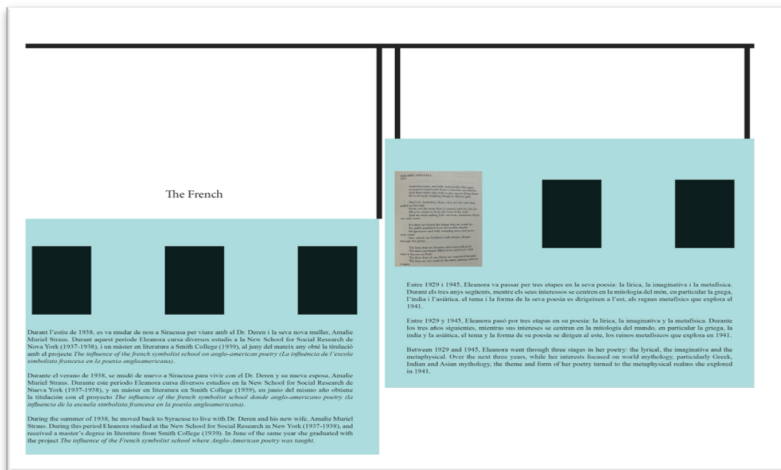 The French
Durant l'estiu de 1938, es va mudar de nou a Siracusa per viure amb el Dr. Deren i la seva nova muller, Amalie
Muriel Straus. Durant aquest període Eleanora cursa diversos estudis a la New School for Social Research de
Nova York (1937-1938), i un màster en literatura a Smith College (1939), al juny del mateix any obté la titulació
amb el projecte The influence of the french symbolist school on anglo-american poetry (La influència de l'escola
simbolista francesa en la poesia angloamericana).
Durante el verano de 1938, se mudó de nuevo a Siracusa para vivir con el Dr. Deren y su nueva esposa, Amalie
Muriel Straus. Durante este periodo Eleanora cursa diversos estudios en la New School for Social Research de
Nueva York (1937-1938), y un máster en literatura en Smith College (1939), en junio del mismo año obtiene
la titulación con el proyecto The influence of the french symbolist school donde anglo-americano poetry (la
influencia de la escuela simbolista francesa en la poesía angloamericana).
During the summer of 1938, he moved back to Syracuse to live with Dr. Deren and his new wife, Amalie Muriel
Straus. During this period Eleanora studied at the New School for Social Research in New York (1937-1938), and
received a master's degree in literature from Smith College (1939). In June of the same year she graduated with
the project The influence of the French symbolist school where Anglo-American poetry was taught.
Entre 1929 i 1945, Eleanora va passar per tres etapes en la seva poesia: la lírica, la imaginativa i la metafísica.
Durant els tres anys següents, mentre els seus interessos se centren en la mitologia del món, en particular la grega,
l'índia i l'asiàtica, el tema i la forma de la seva poesia es dirigeixen a l'est, als regnes metafísics que explora el
1941.
Entre 1929 y 1945, Eleanora pasó por tres etapas en su poesía: la lírica, la imaginativa y la metafísica. Durante
los tres años siguientes, mientras sus intereses se centran en la mitología del mundo, en particular la griega, la
india y la asiática, el tema y la forma de su poesía se dirigen al este, los reinos metafísicos que explora en 1941.
Between 1929 and 1945, Eleanora went through three stages in her poetry: the lyrical, the imaginative and the
metaphysical. Over the next three years, while her interests focused on world mythology, particularly Greek,
Indian and Asian mythology, the theme and form of her poetry turned to the metaphysical realms she explored
in 1941.